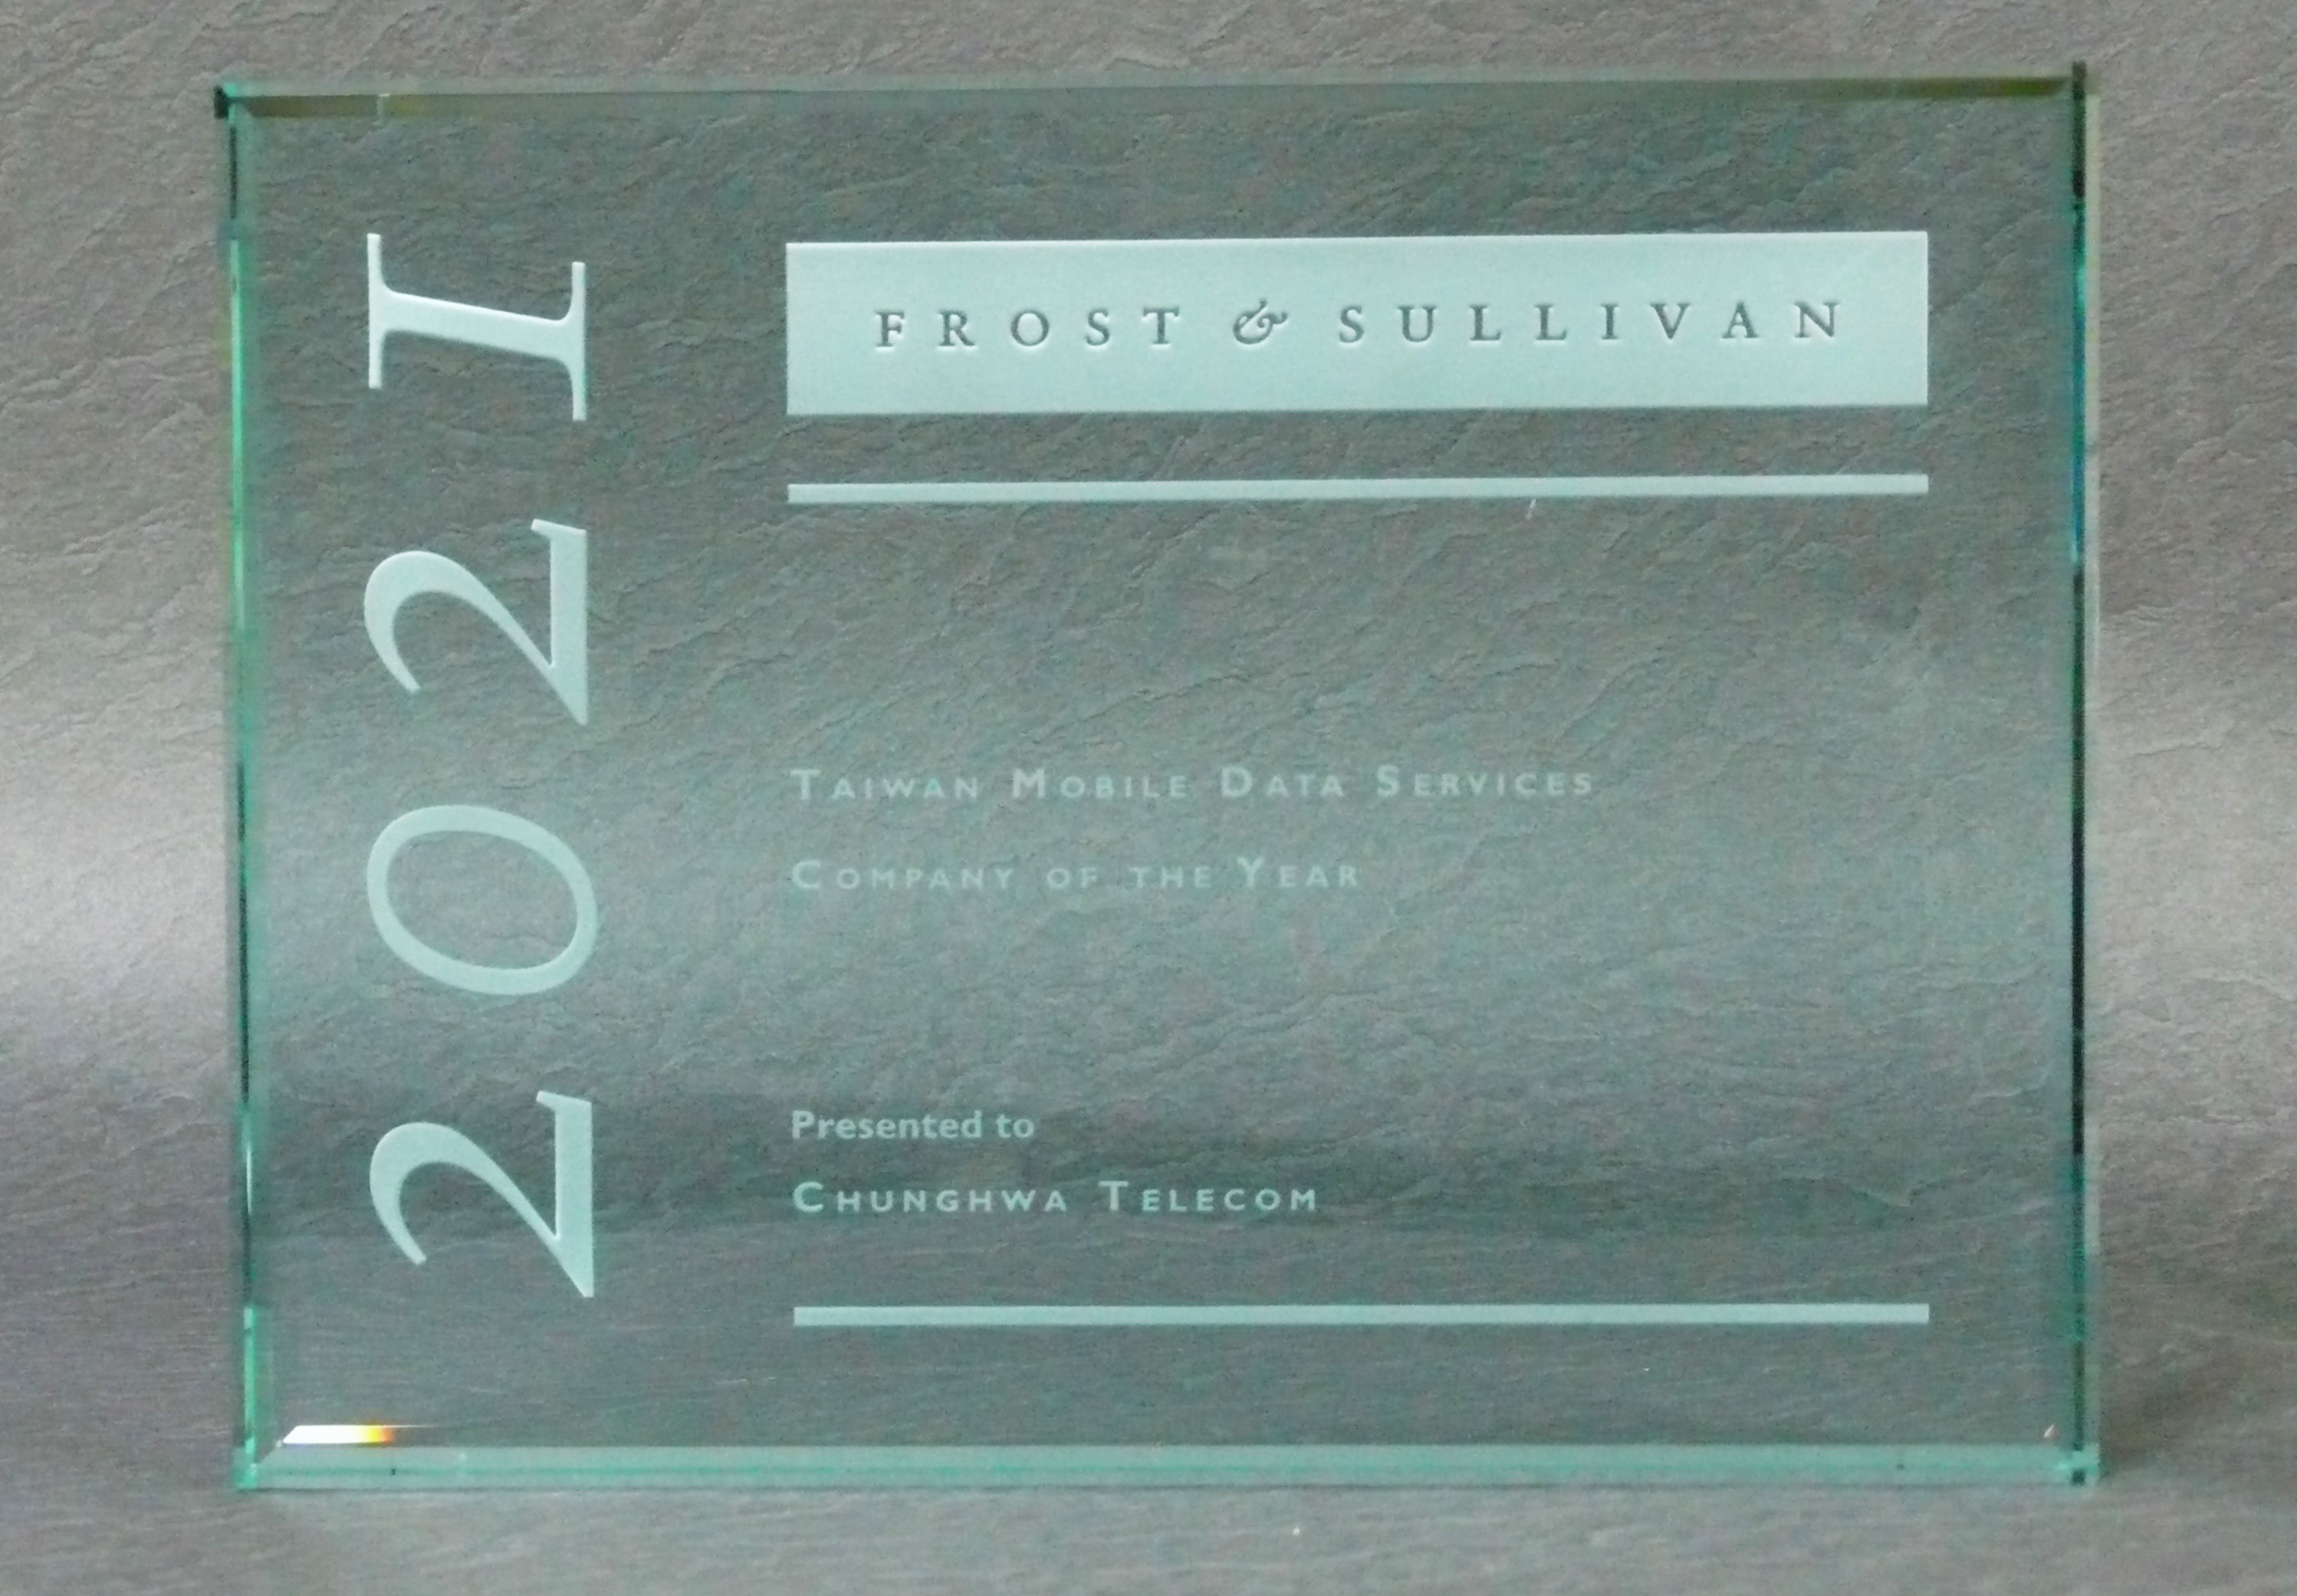 2021
FROST & SULLIVAN
TAIWAN MOBILE DATA SERVICES
COMPANY OF THE YEAR
Presented to
CHUNGHWA TELECOM